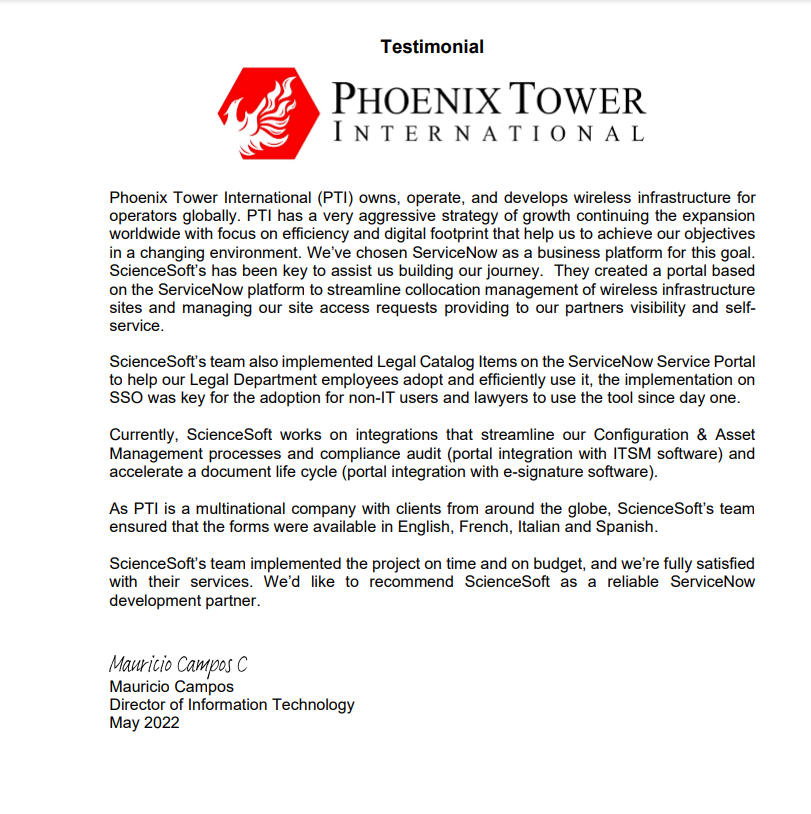 Testimonial
PHOENIX TOWER
INTERNATIONAL
Phoenix Tower International (PTI) owns, operate, and develops wireless infrastructure for
operators globally. PTI has a very aggressive strategy of growth continuing the expansion
worldwide with focus on efficiency and digital footprint that help us to achieve our objectives
in a changing environment. We’ve chosen ServiceNow as a business platform for this goal.
ScienceSoft’s has been key to assist us building our journey. They created a portal based
on the ServiceNow platform to streamline collocation management of wireless infrastructure
sites and managing our site access requests providing to our partners visibility and self-
service.
ScienceSoft’s team also implemented Legal Catalog Items on the ServiceNow Service Portal
to help our Legal Department employees adopt and efficiently use it, the implementation on
SSO was key for the adoption for non-IT users and lawyers to use the tool since day one.
Currently, ScienceSoft works on integrations that streamline our Configuration & Asset
Management processes and compliance audit (portal integration with ITSM software) and
accelerate a document life cycle (portal integration with e-signature software).
As PTI is a multinational company with clients from around the globe, ScienceSoft’s team
ensured that the forms were available in English, French, Italian and Spanish.
ScienceSoft’s team implemented the project on time and on budget, and we’re fully satisfied
with their services. We’d like to recommend ScienceSoft as a reliable ServiceNow
development partner.
Mauricio Campos C
Mauricio Campos
Director of Information Technology
May 2022